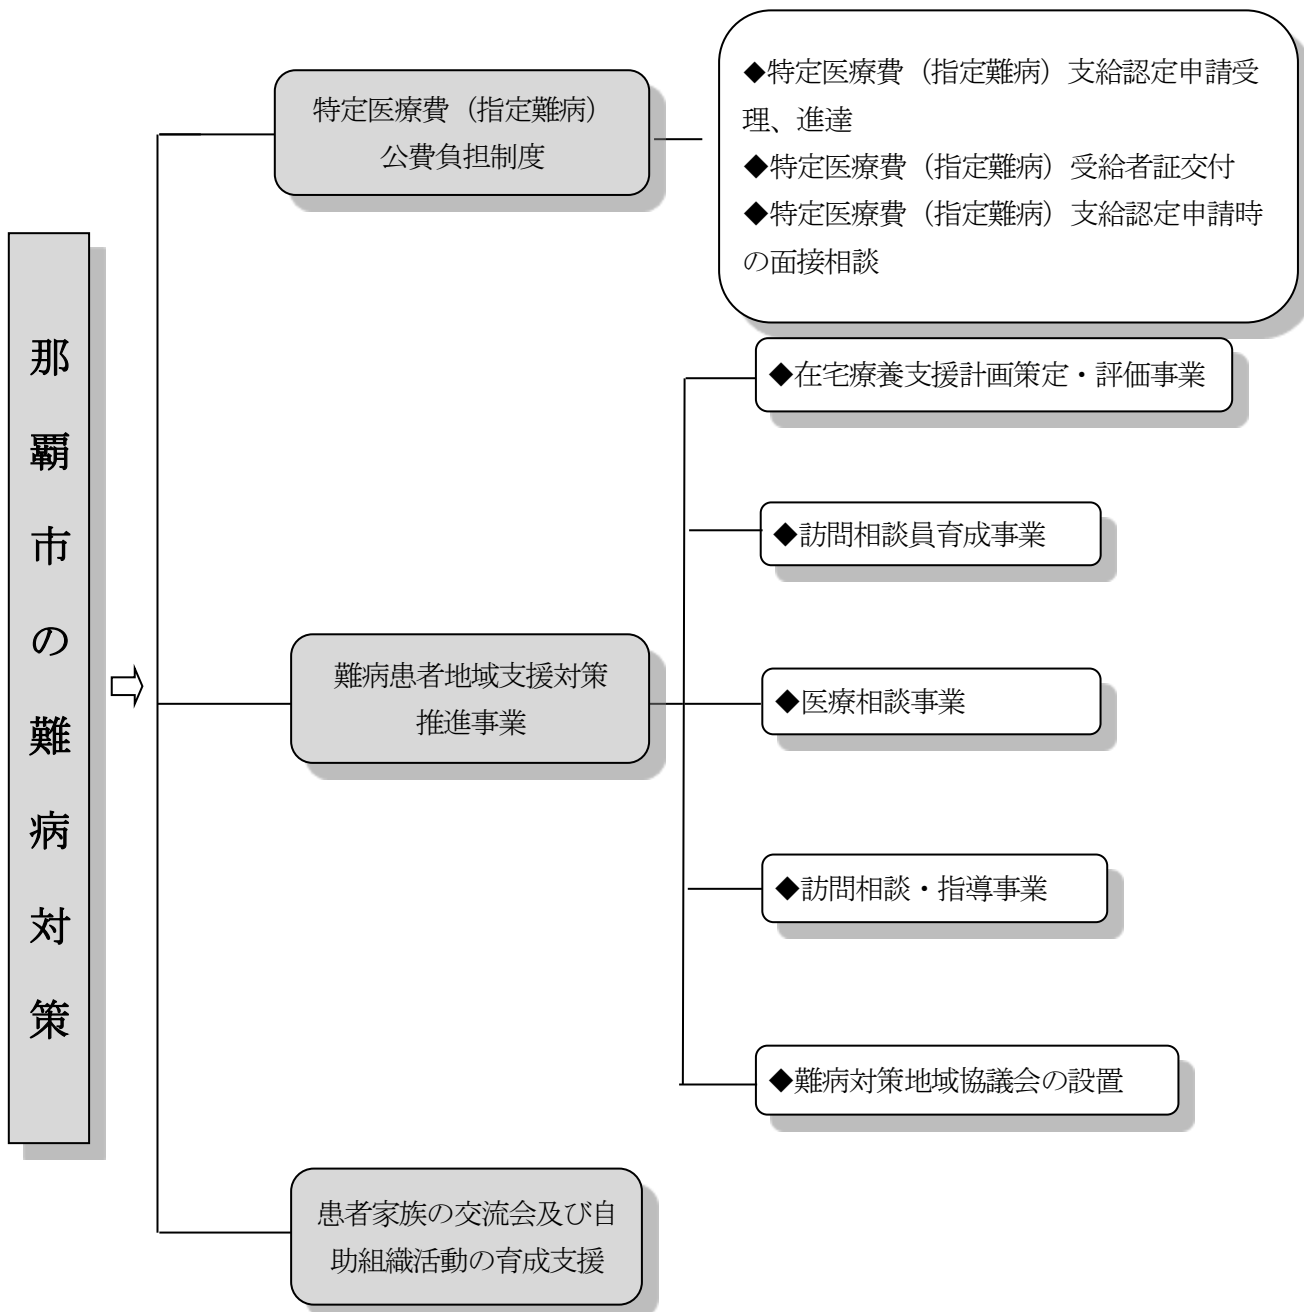 那覇市の難病対策
特定医療費（指定難病）
公費負担制度
◆特定医療費（指定難病）支給認定申請受
理、進達
◆特定医療費（指定難病）受給者証交付
◆特定医療費（指定難病）支給認定申請時
の面接相談
難病患者地域支援対策
推進事業
◆在宅療養支援計画策定・評価事業
◆訪問相談員育成事業
◆医療相談事業
◆訪問相談・指導事業
◆難病対策地域協議会の設置
患者家族の交流会及び自
助組織活動の育成支援